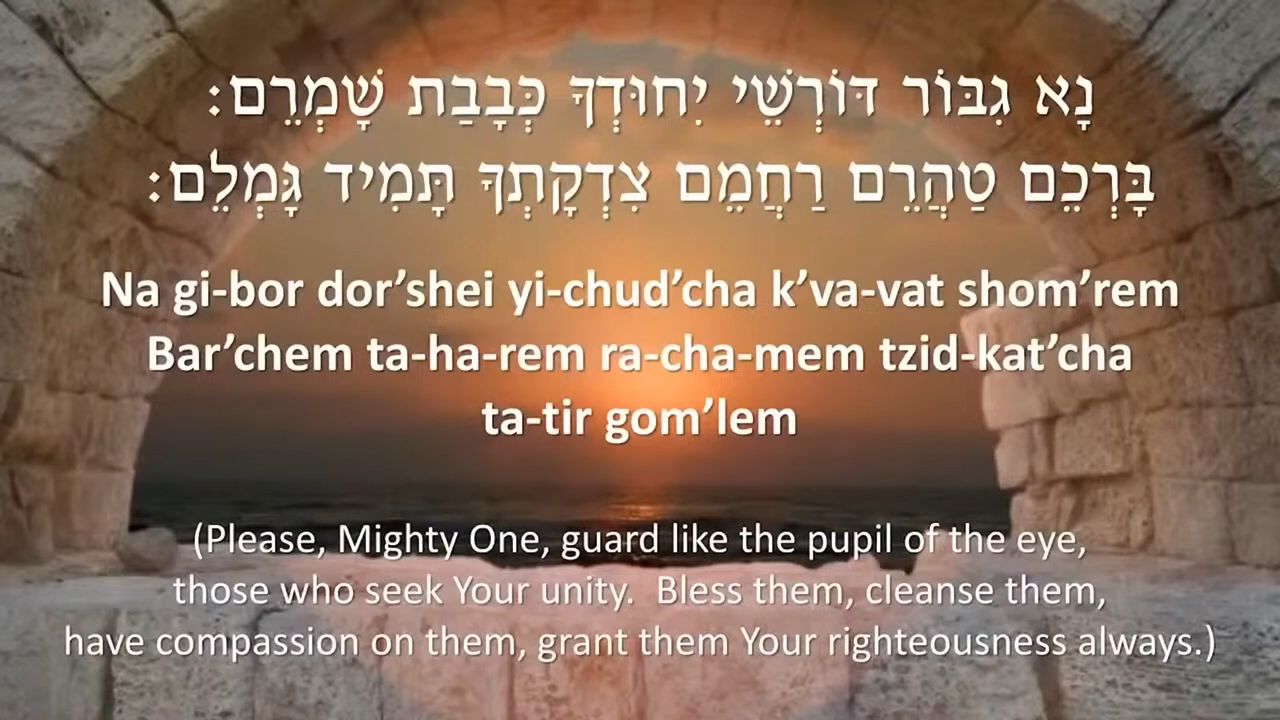 נָא גִבּוֹר דּוֹרְשֵׁי יִחוּדְךָ כְּבָבַת שָׁמְרֵם:
בָּרְכֵם טַהֲרֵם רַחֲמֵם צִדְקָתְךָ תָּמִיד גָּמְלֵם:
Na gi-bor dor’shei yi-chud’cha k’va-vat shom’rem
Bar’chem ta-ha-rem ra-cha-mem tzid-kat’cha
ta-tir gom’lem
(Please, Mighty One, guard like the pupil of the eye,
those who seek Your unity.  Bless them, cleanse them,
have compassion on them, grant them Your righteousness always.)